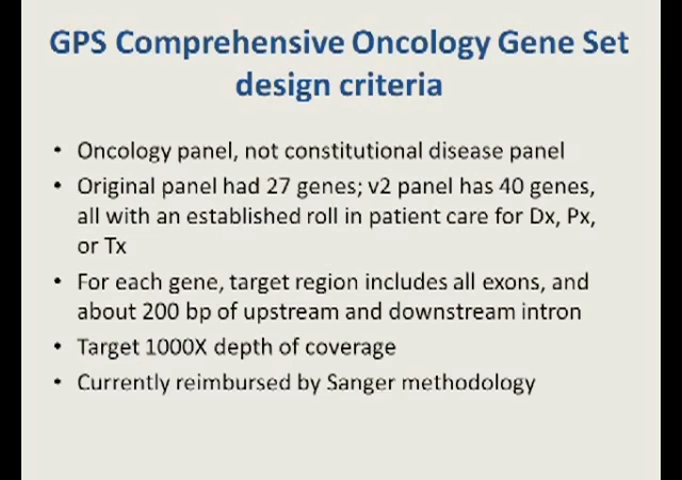 GPS Comprehensive Oncology Gene Set
design criteria
• Oncology panel, not constitutional disease panel
• Original panel had 27 genes; v2 panel has 40 genes,
all with an established roll in patient care for Dx, Px,
or Tx
• For each gene, target region includes all exons, and
about 200 bp of upstream and downstream intron
• Target 1000X depth of coverage
• Currently reimbursed by Sanger methodology